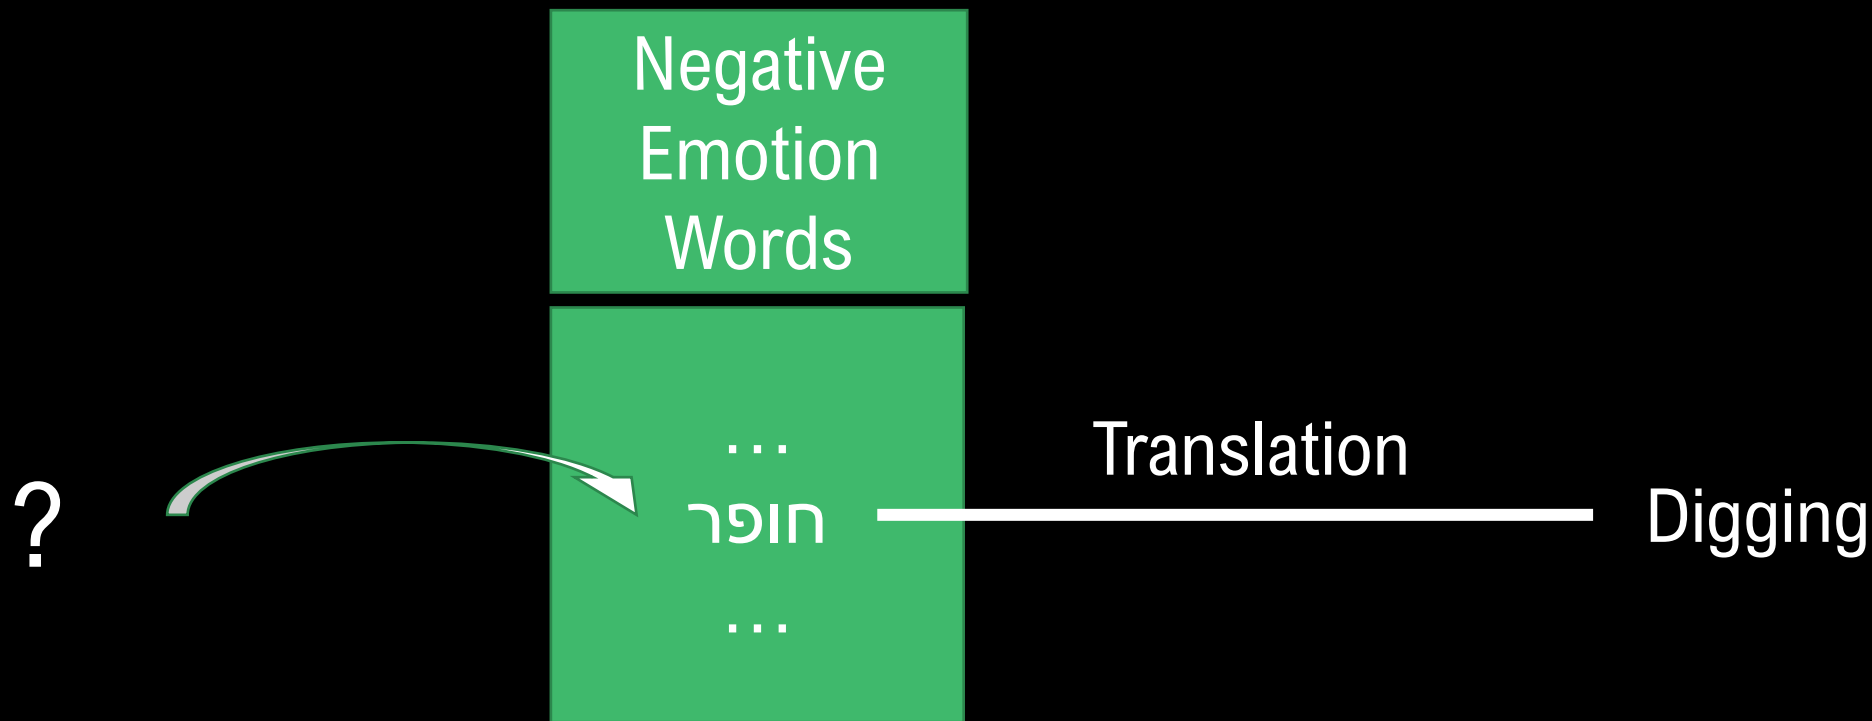 Negative
Emotion
Words
...
?
חופר
Translation
Digging
...